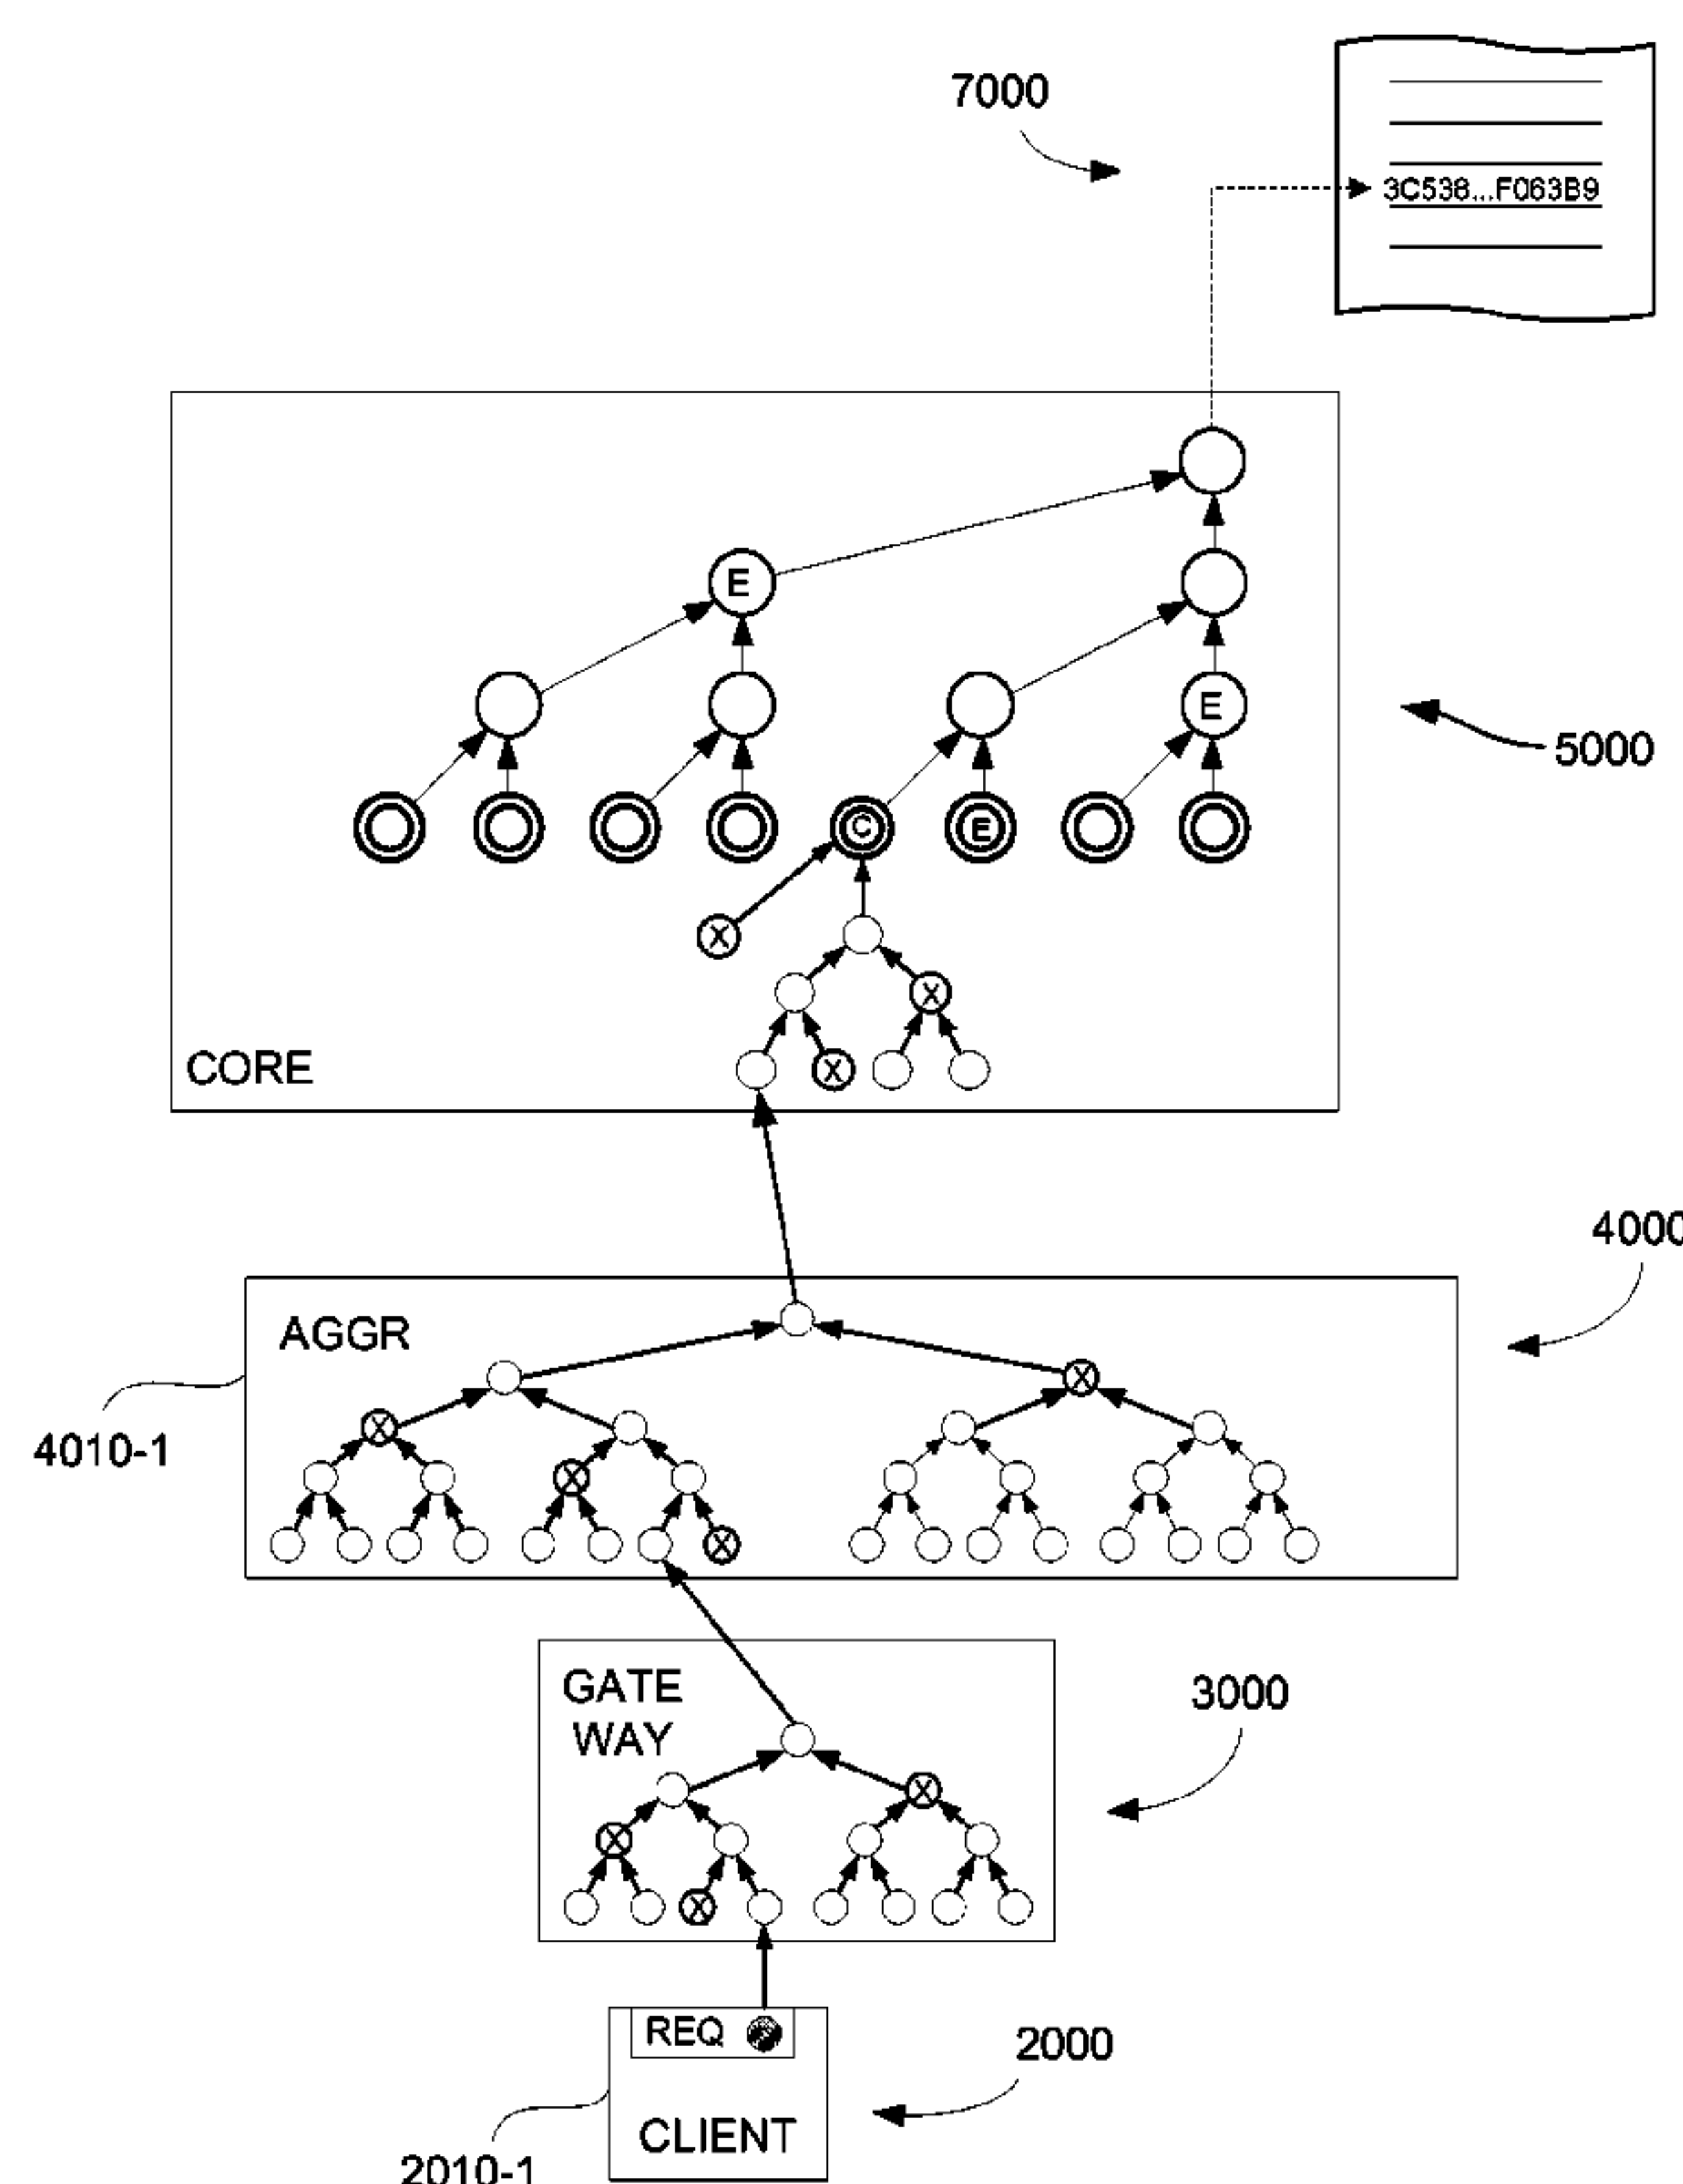 7000
3C538...F063B9
E
E
5000
C
E
X
X
X
CORE
4000
AGGR
X
X
4010-1
X
X
GATE
WAY
3000
X
X
X
REQ
2000
CLIENT
2010-1